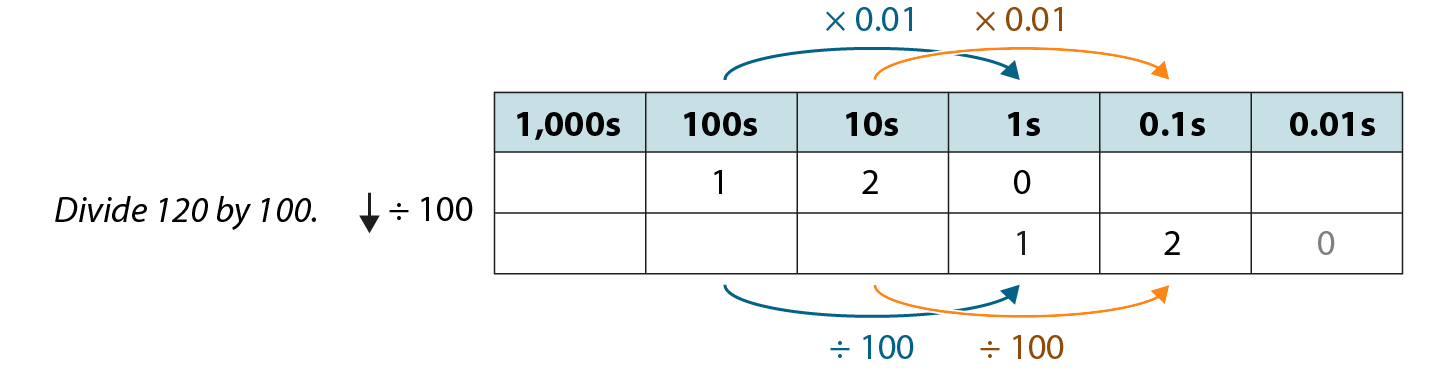 × 0.01 × 0.01
1,000s 100s 10s 1s 0.1s 0.01s
1 2 0
Divide 120 by 100. ↓ ÷ 100
1 2 0
÷ 100 ÷ 100